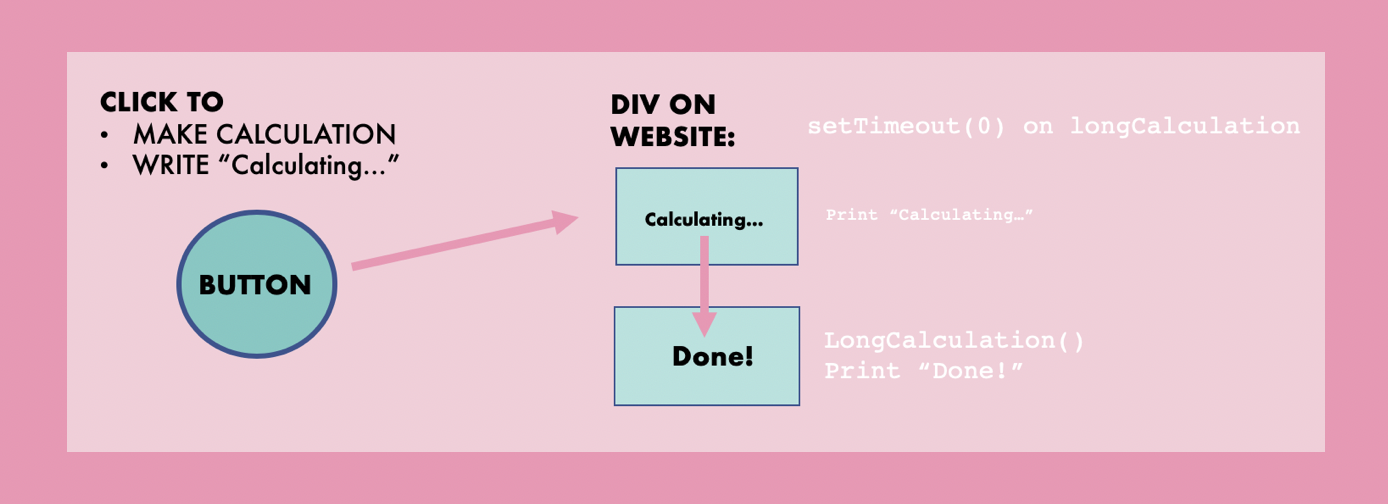 CLICK TO
• MAKE CALCULATION
• WRITE “Calculating...”
BUTTON
DIV ON
WEBSITE:
setTimeout(0) on longCalculation
Calculating...
Print “Calculating…”
Done!
LongCalculation()
Print “Done!”